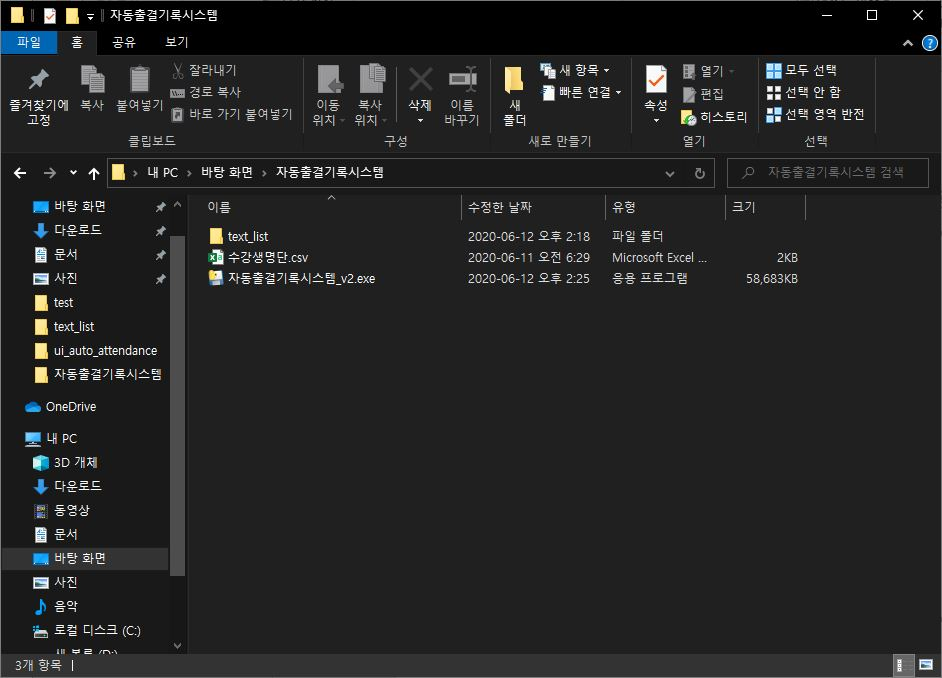 자동출결기록시스템
파일 홈 공유 보기
즐겨찾기에 고정
복사
붙여넣기
잘라내기
경로 복사
바로 가기 붙여넣기
클립보드
이동 위치
복사 위치
삭제
이름 바꾸기
구성
새 폴더
새 항목
빠른 연결
새로 만들기
속성
열기
편집
히스토리
열기
모두 선택
선택 안 함
선택 영역 반전
선택
내 PC > 바탕 화면 > 자동출결기록시스템
자동출결기록시스템 검색
바탕 화면
다운로드
문서
사진
test
text_list
ui_auto_attendance
자동출결기록시스템
OneDrive
내 PC
3D 개체
다운로드
동영상
문서
바탕 화면
사진
음악
로컬 디스크 (C:)
새 볼륨 (D:)
이름 수정한 날짜 유형 크기
text_list 2020-06-12 오후 2:18 파일 폴더
수강생명단.csv 2020-06-11 오전 6:29 Microsoft Excel ... 2KB
자동출결기록시스템_v2.exe 2020-06-12 오후 2:25 응용 프로그램 58,683KB
3개 항목